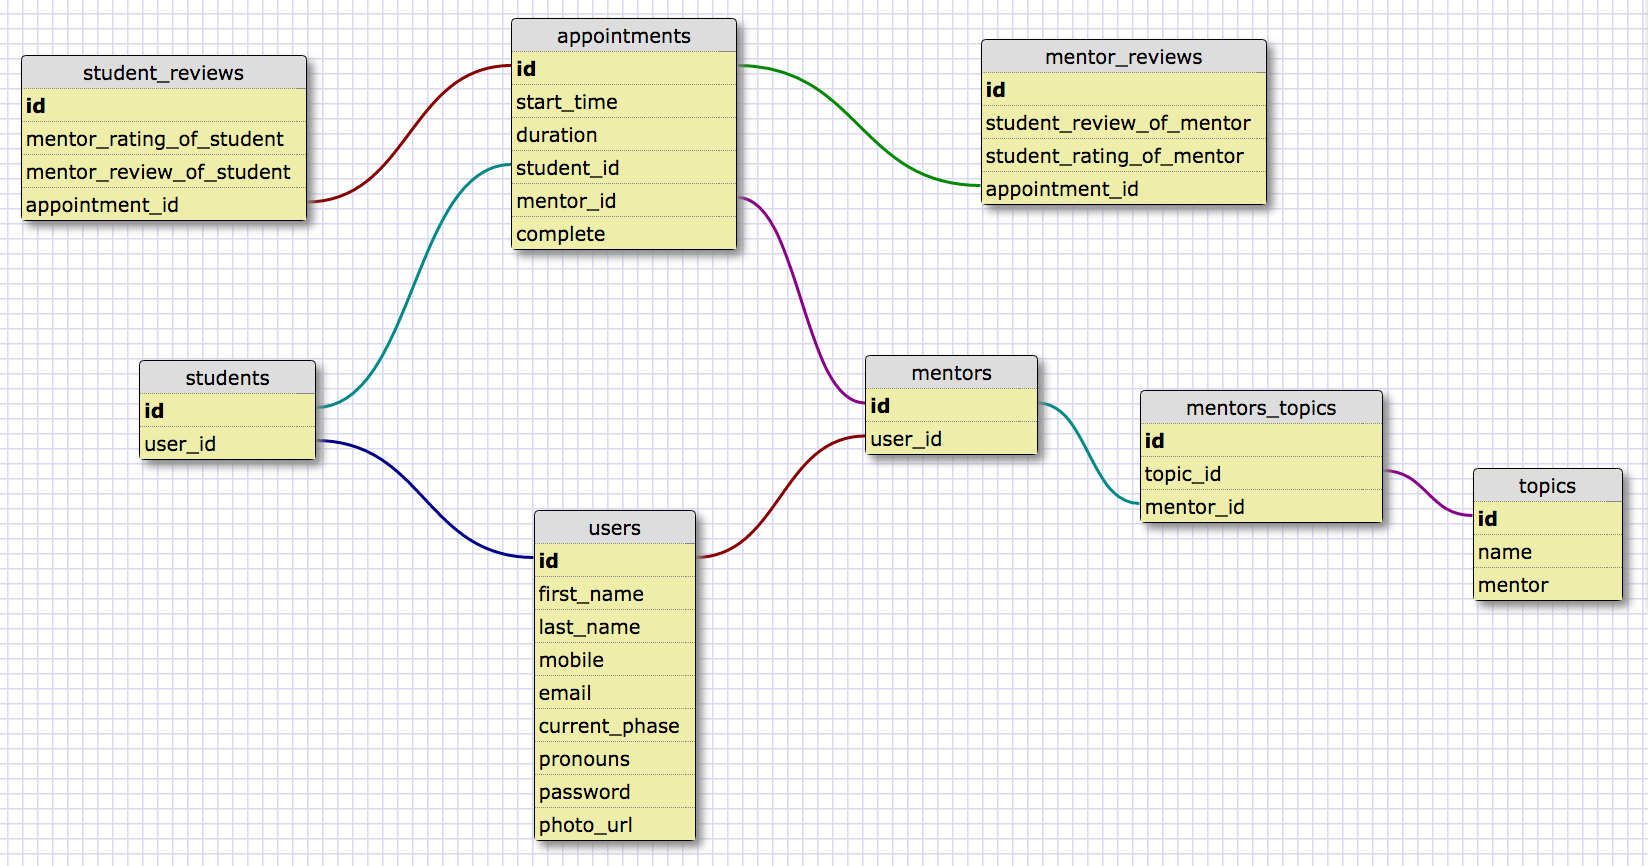 student_reviews
id
mentor_rating_of_student
mentor_review_of_student
appointment_id
appointments
id
start_time
duration
student_id
mentor_id
complete
mentor_reviews
id
student_review_of_mentor
student_rating_of_mentor
appointment_id
students
id
user_id
users
id
first_name
last_name
mobile
email
current_phase
pronouns
password
photo_url
mentors
id
user_id
mentors_topics
id
topic_id
mentor_id
topics
id
name
mentor